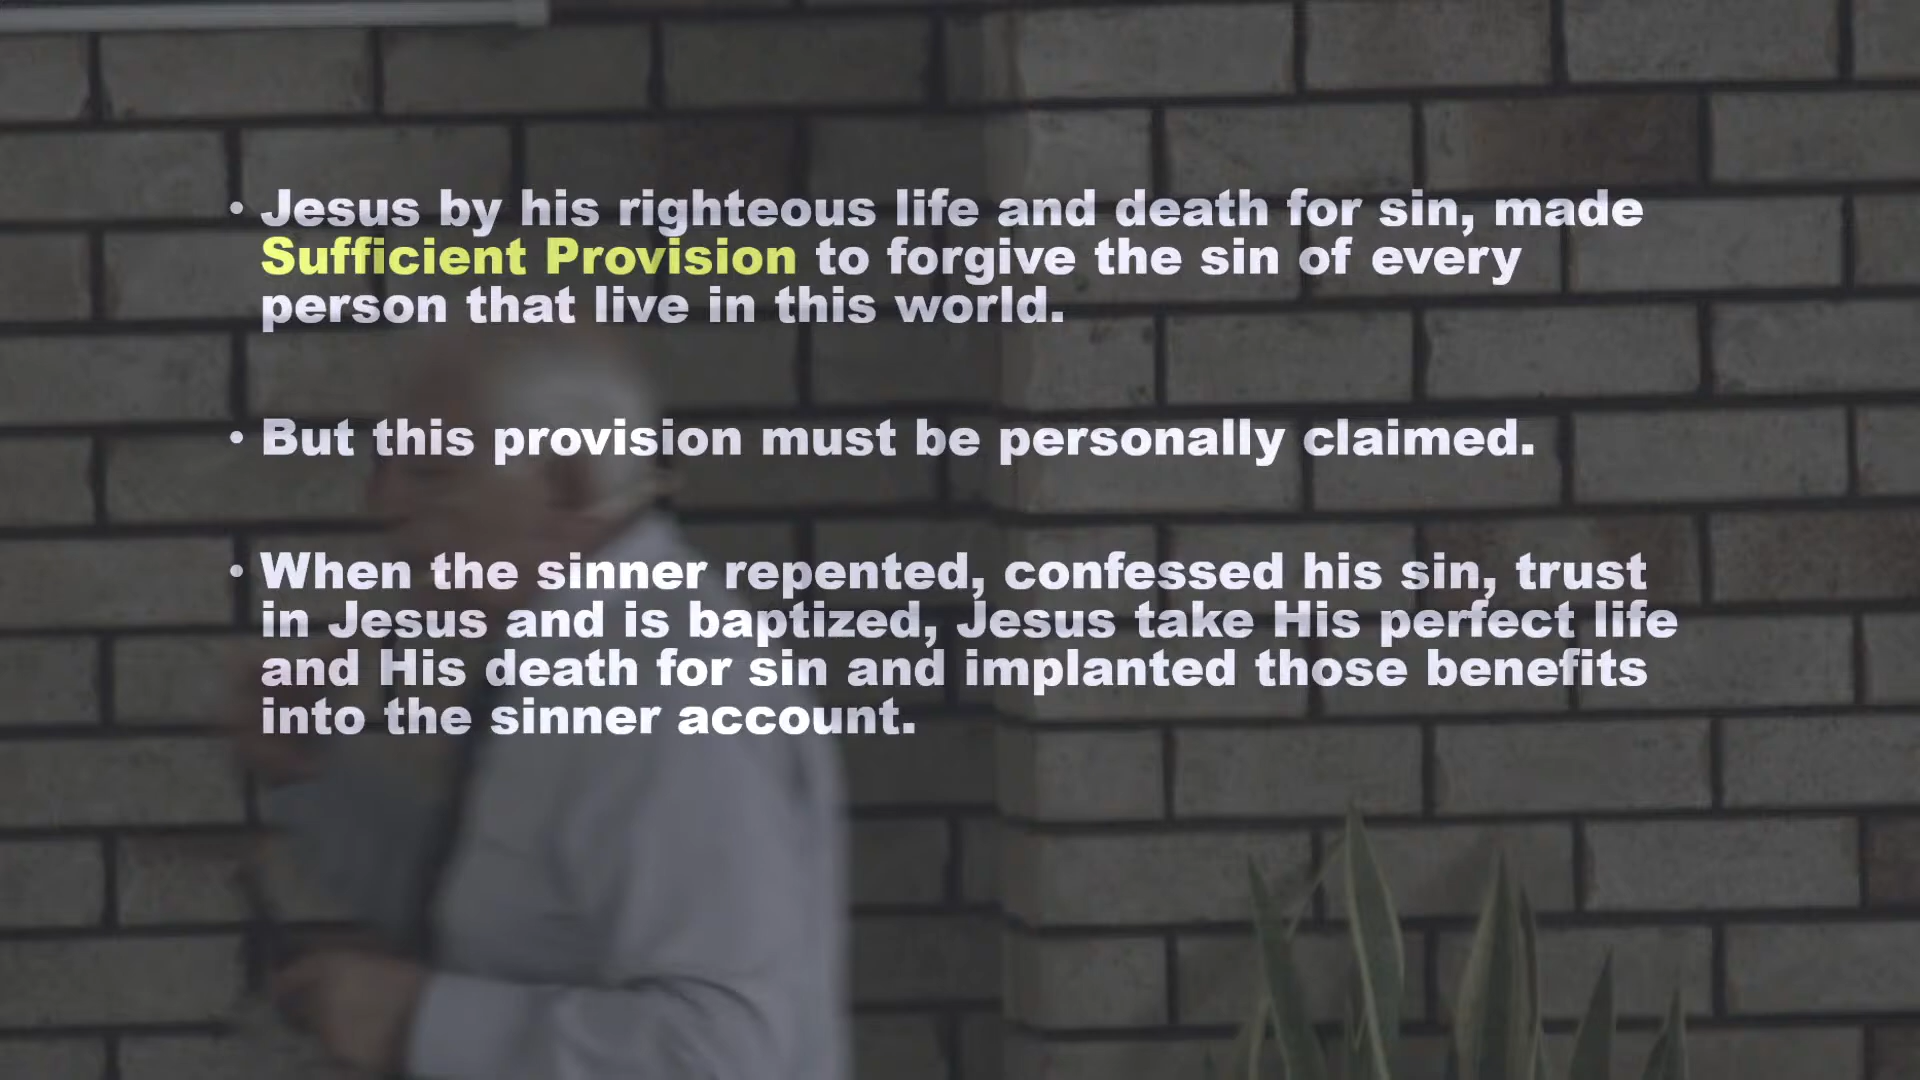 • Jesus by his righteous life and death for sin, made
Sufficient Provision to forgive the sin of every
person that live in this world.
• But this provision must be personally claimed.
• When the sinner repented, confessed his sin, trust
in Jesus and is baptized, Jesus take His perfect life
and His death for sin and implanted those benefits
into the sinner account.